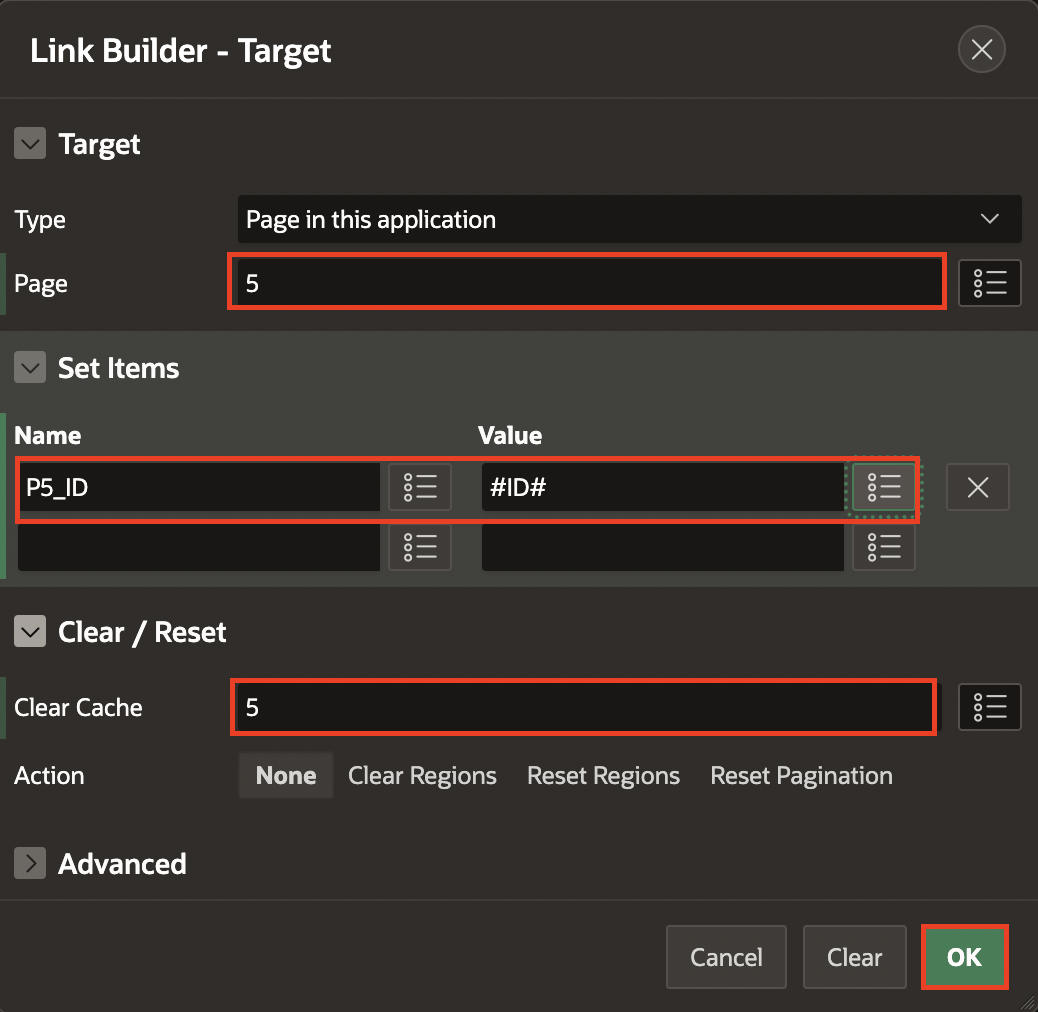 Link Builder - Target
Target
Type Page in this application
Page 5
Set Items
Name Value
P5_ID #ID#
Clear / Reset
Clear Cache 5
Action None Clear Regions Reset Regions Reset Pagination
Advanced
Cancel Clear OK